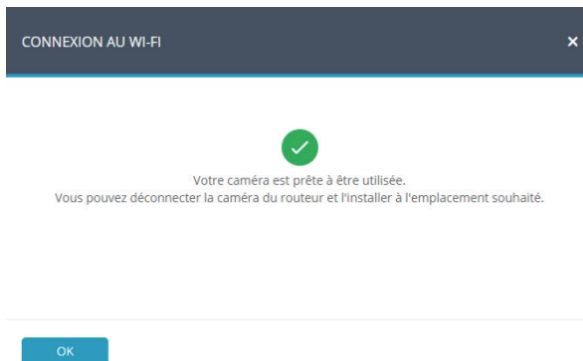 CONNEXION AU WI-FI ×
Votre caméra est prête à être utilisée.
Vous pouvez déconnecter la caméra du routeur et l'installer à l'emplacement souhaité.
OK